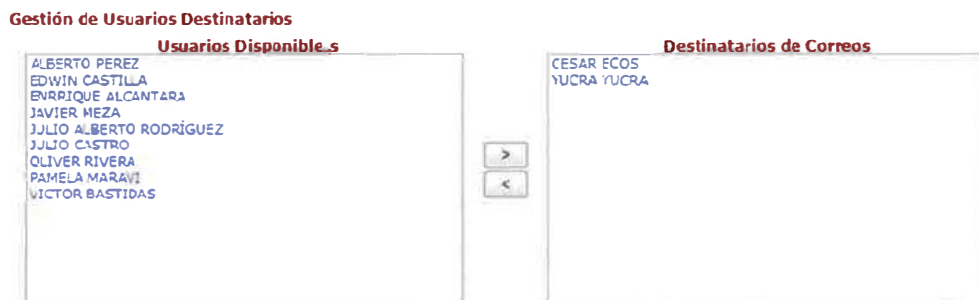 Gestión de Usuarios Destinatarios
Usuarios Disponible.s
ALBERTO PEREZ
EDWIN CASTILLA
ENRRIQUE ALCANTARA
JAVIER MEZA
JULIO ALBERTO RODRÍGUEZ
JULIO CASTRO
OLIVER RIVERA
PAMELA MARAVI
VICTOR BASTIDAS
>
<
Destinatarios de Correos
CESAR ECOS
YUCRA YUCRA